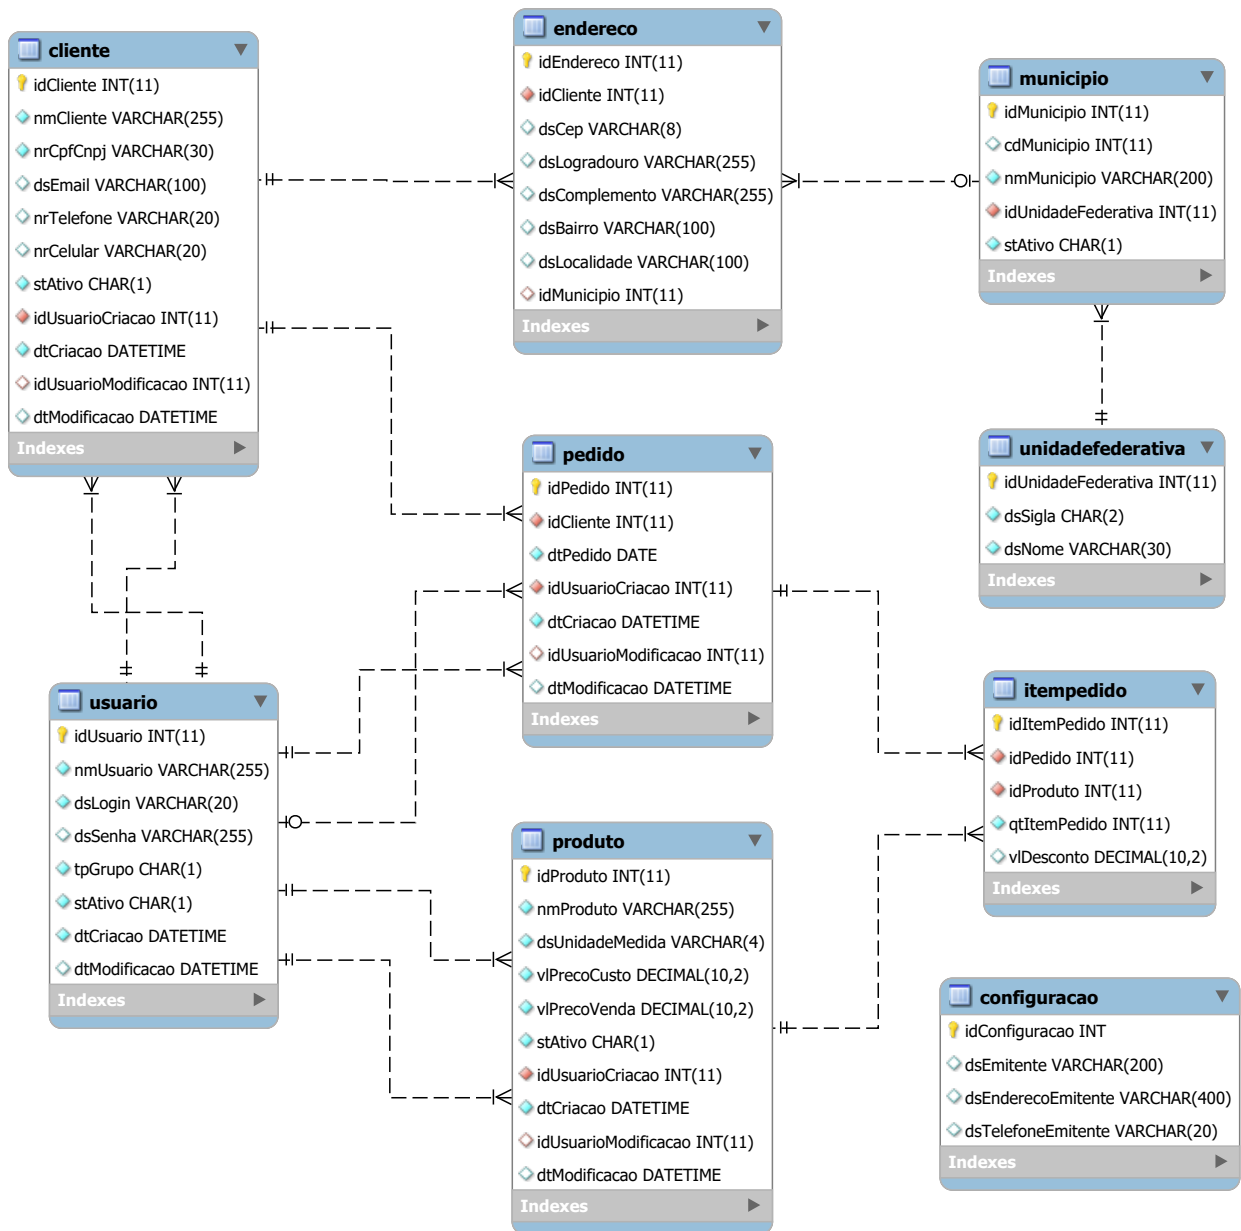 cliente
idCliente INT(11)
nmCliente VARCHAR(255)
nrCpfCnpj VARCHAR(30)
dsEmail VARCHAR(100)
nrTelefone VARCHAR(20)
nrCelular VARCHAR(20)
stAtivo CHAR(1)
idUsuarioCriacao INT(11)
dtCriacao DATETIME
idUsuarioModificacao INT(11)
dtModificacao DATETIME
Indexes
endereco
idEndereco INT(11)
idCliente INT(11)
dsCep VARCHAR(8)
dsLogradouro VARCHAR(255)
dsComplemento VARCHAR(255)
dsBairro VARCHAR(100)
dsLocalidade VARCHAR(100)
idMunicipio INT(11)
Indexes
municipio
idMunicipio INT(11)
cdMunicipio INT(11)
nmMunicipio VARCHAR(200)
idUnidadeFederativa INT(11)
stAtivo CHAR(1)
Indexes
unidadefederativa
idUnidadeFederativa INT(11)
dsSigla CHAR(2)
dsNome VARCHAR(30)
Indexes
pedido
idPedido INT(11)
idCliente INT(11)
dtPedido DATE
idUsuarioCriacao INT(11)
dtCriacao DATETIME
idUsuarioModificacao INT(11)
dtModificacao DATETIME
Indexes
usuario
idUsuario INT(11)
nmUsuario VARCHAR(255)
dsLogin VARCHAR(20)
dsSenha VARCHAR(255)
tpGrupo CHAR(1)
stAtivo CHAR(1)
dtCriacao DATETIME
dtModificacao DATETIME
Indexes
itempedido
idItemPedido INT(11)
idPedido INT(11)
idProduto INT(11)
qtItemPedido INT(11)
vlDesconto DECIMAL(10,2)
Indexes
produto
idProduto INT(11)
nmProduto VARCHAR(255)
dsUnidadeMedida VARCHAR(4)
vlPrecoCusto DECIMAL(10,2)
vlPrecoVenda DECIMAL(10,2)
stAtivo CHAR(1)
idUsuarioCriacao INT(11)
dtCriacao DATETIME
idUsuarioModificacao INT(11)
dtModificacao DATETIME
Indexes
configuracao
idConfiguracao INT
dsEmitente VARCHAR(200)
dsEnderecoEmitente VARCHAR(400)
dsTelefoneEmitente VARCHAR(20)
Indexes